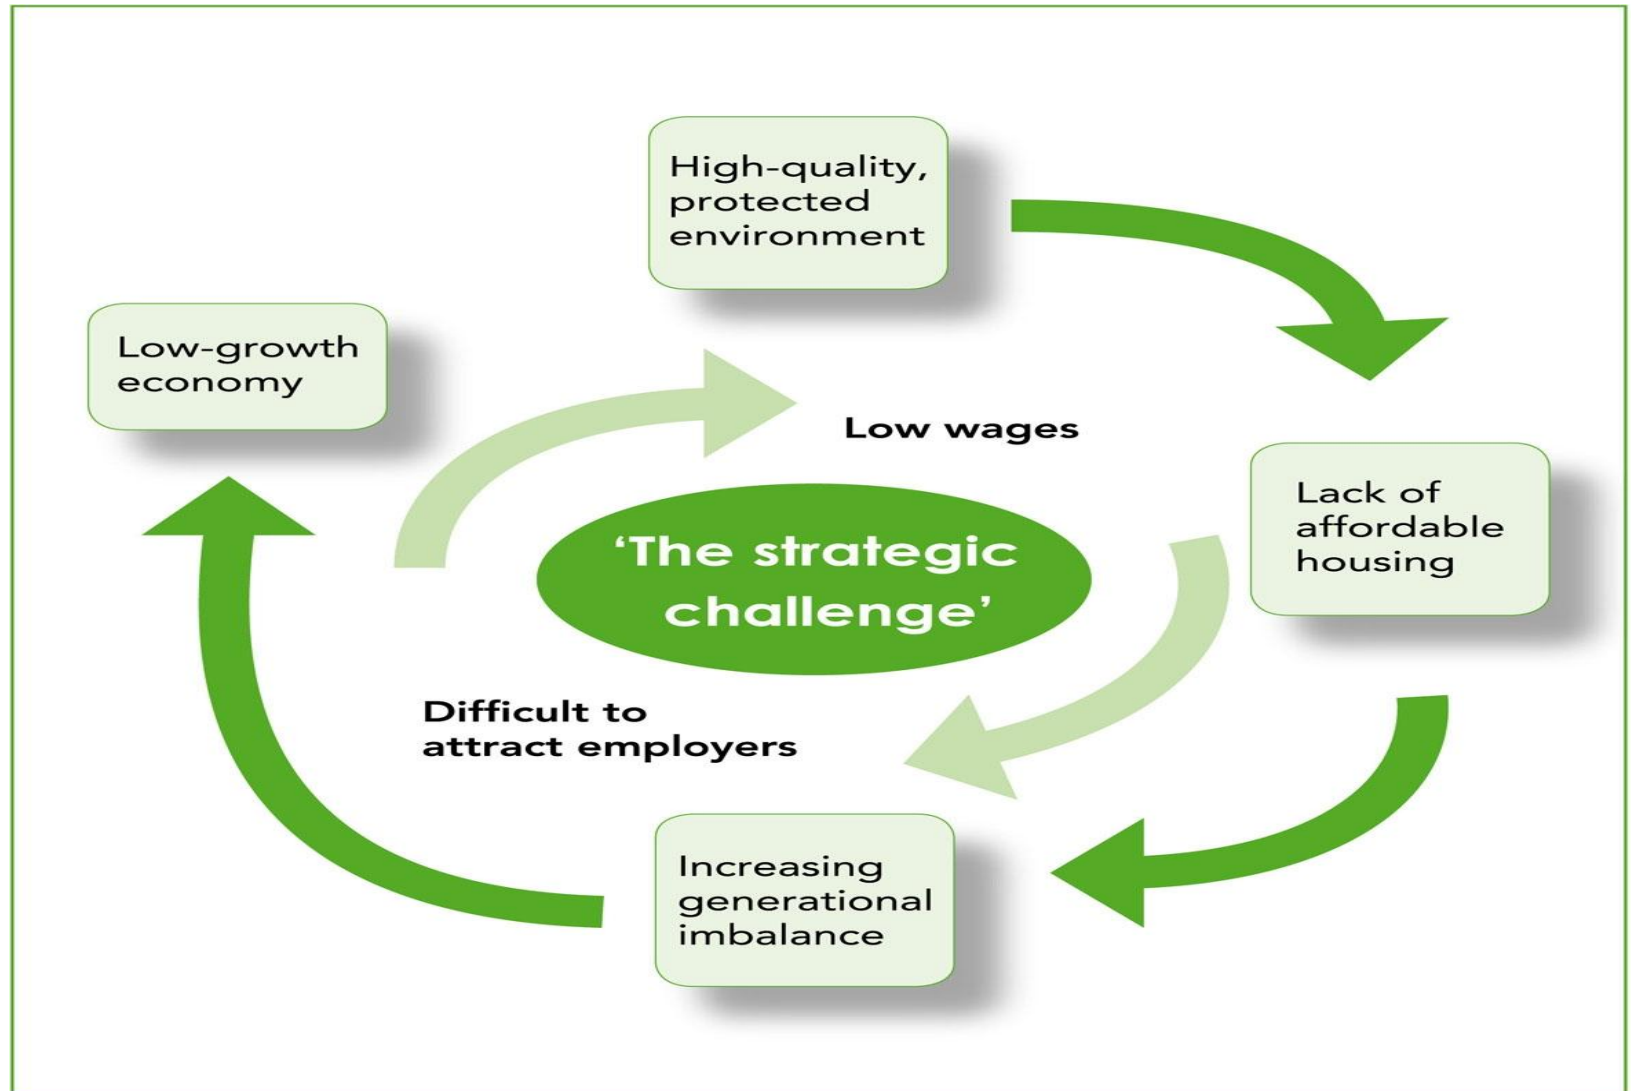 High-quality,
protected
environment
Low-growth
economy
Low wages
Lack of
affordable
housing
‘The strategic
challenge’
Difficult to
attract employers
Increasing
generational
imbalance